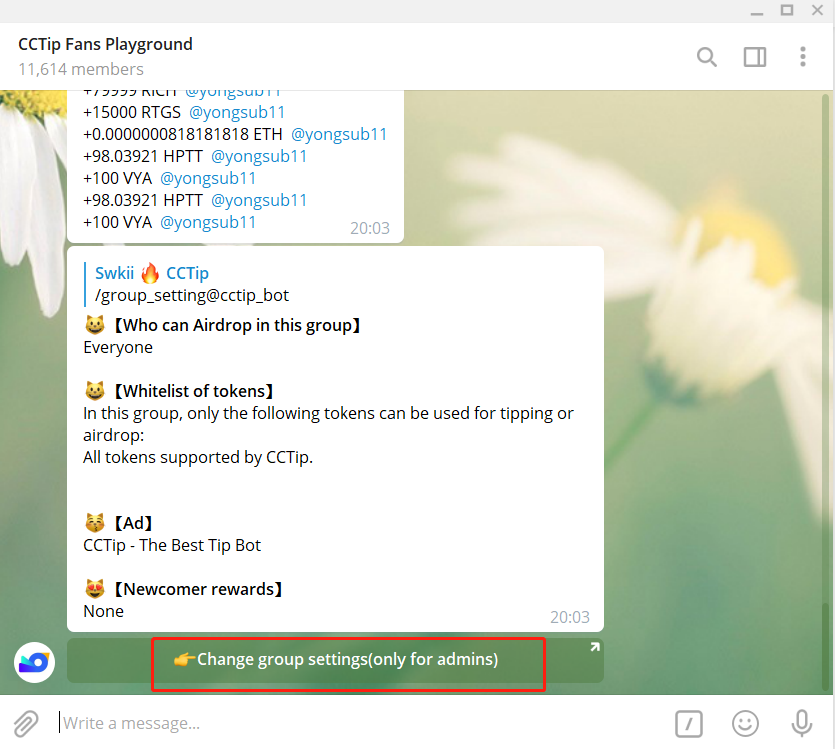 CCTip Fans Playground
11,614 members
+79999 RICH @yongsub11
+15000 RTGS @yongsub11
+0.0000000818181818 ETH @yongsub11
+98.03921 HPTT @yongsub11
+100 VYA @yongsub11
+98.03921 HPTT @yongsub11
+100 VYA @yongsub11
20:03
Swkii 🔥 CCTip
/group_setting@cctip_bot
😺【Who can Airdrop in this group】
Everyone
😺【Whitelist of tokens】
In this group, only the following tokens can be used for tipping or
airdrop:
All tokens supported by CCTip.
😽【Ad】
CCTip - The Best Tip Bot
😻【Newcomer rewards】
None
20:03
👉Change group settings(only for admins)
Write a message...